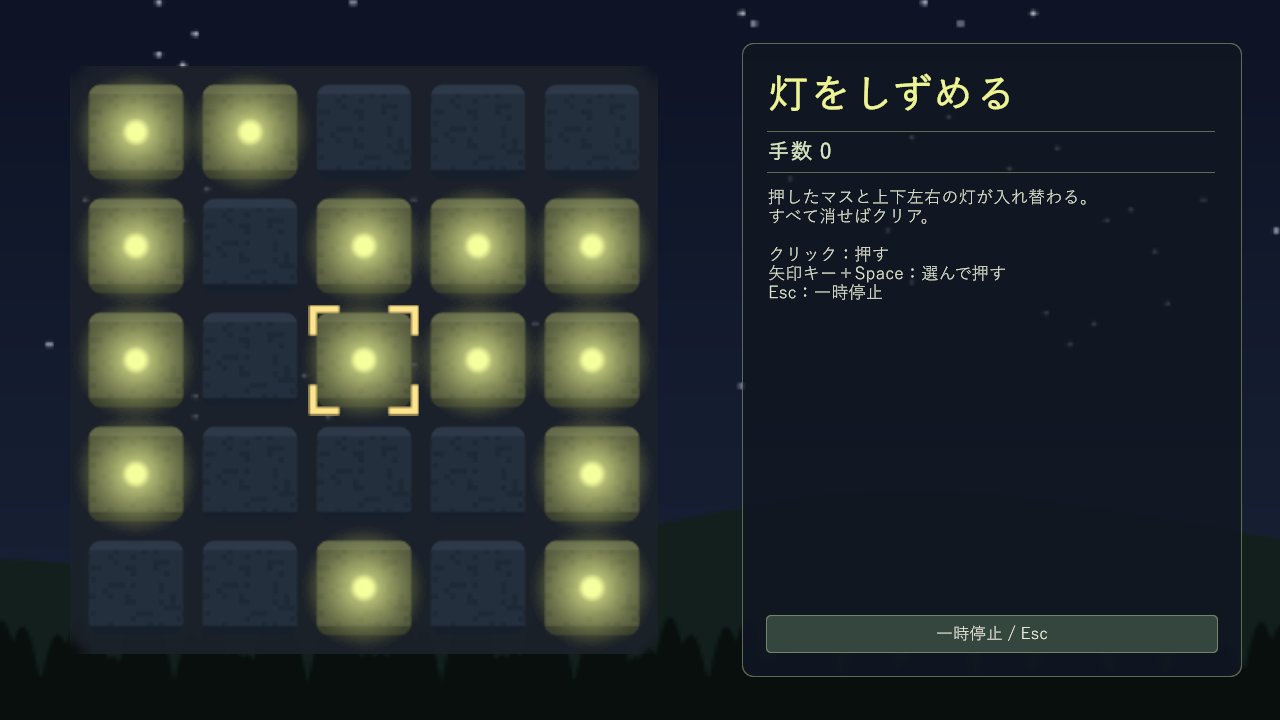 灯をしずめる
手数 0
押したマスと上下左右の灯が入れ替わる。
すべて消せばクリア。
クリック：押す
矢印キー＋Space：選んで押す
Esc：一時停止
一時停止 / Esc